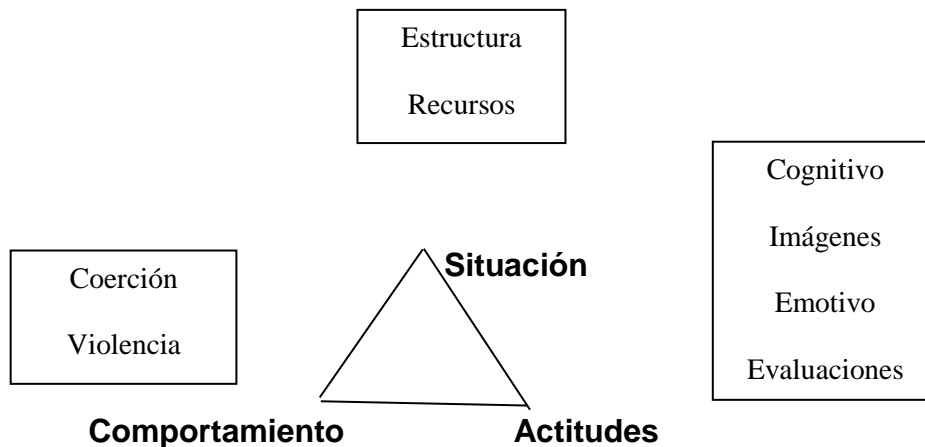 Estructura
Recursos
Cognitivo
Imágenes
Emotivo
Evaluaciones
Situación
Coerción
Violencia
Comportamiento
Actitudes